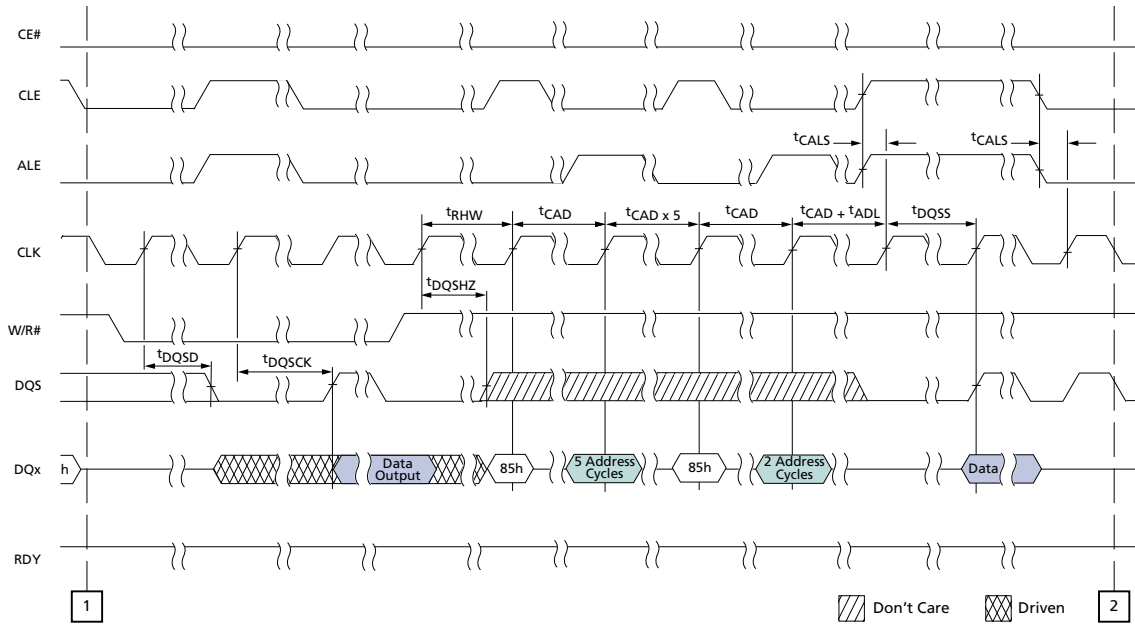 CE#
CLE
tCALS
tCALS
ALE
tRHW
tCAD
tCAD x 5
tCAD
tCAD + tADL
tDQSS
CLK
tDQSHZ
W/R#
tDQSD
tDQSCK
DQS
DQx
h
Data
Output
85h
5 Address
Cycles
85h
2 Address
Cycles
Data
RDY
1
Don't Care
Driven
2